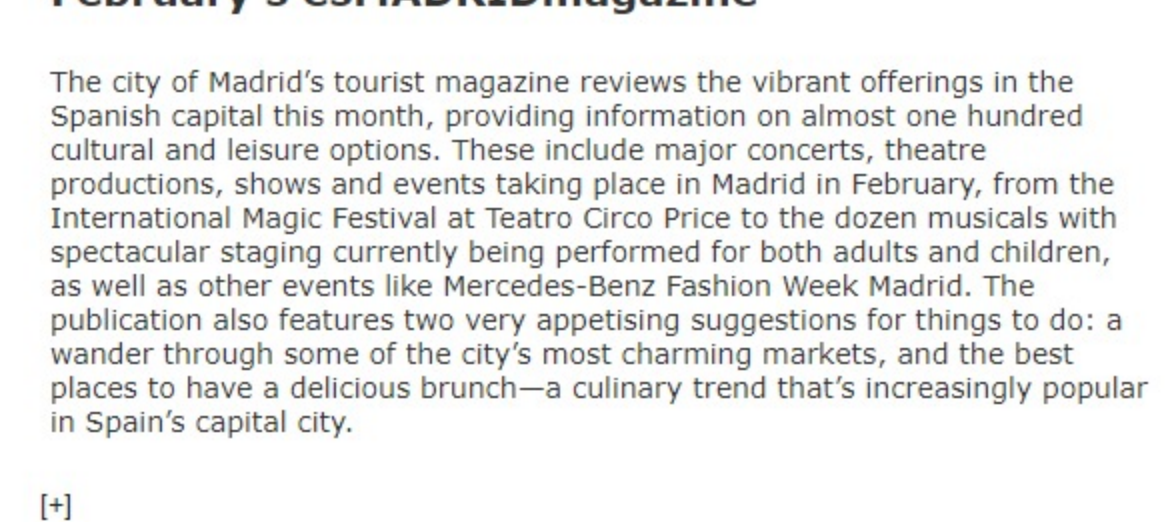 February's esMADRIDmagazine
The city of Madrid’s tourist magazine reviews the vibrant offerings in the
Spanish capital this month, providing information on almost one hundred
cultural and leisure options. These include major concerts, theatre
productions, shows and events taking place in Madrid in February, from the
International Magic Festival at Teatro Circo Price to the dozen musicals with
spectacular staging currently being performed for both adults and children,
as well as other events like Mercedes-Benz Fashion Week Madrid. The
publication also features two very appetising suggestions for things to do: a
wander through some of the city’s most charming markets, and the best
places to have a delicious brunch—a culinary trend that’s increasingly popular
in Spain’s capital city.
[+]